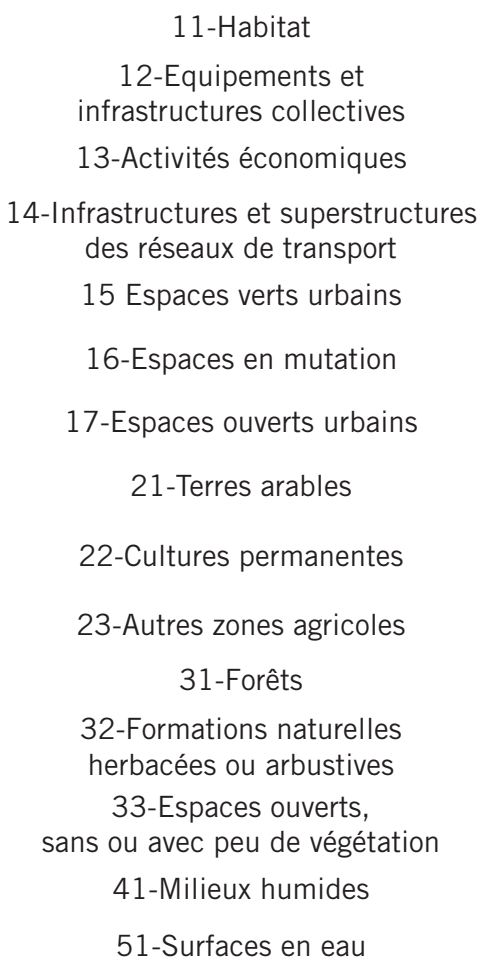 11-Habitat
12-Equipements et
infrastructures collectives
13-Activités économiques
14-Infrastructures et superstructures
des réseaux de transport
15 Espaces verts urbains
16-Espaces en mutation
17-Espaces ouverts urbains
21-Terres arables
22-Cultures permanentes
23-Autres zones agricoles
31-Forêts
32-Formations naturelles
herbacées ou arbustives
33-Espaces ouverts,
sans ou avec peu de végétation
41-Milieux humides
51-Surfaces en eau